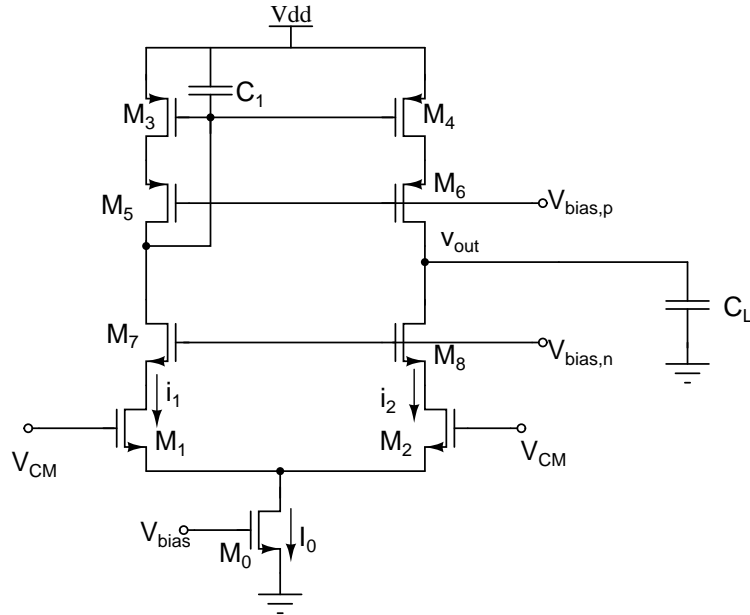 Vdd
C1
M3
M4
M5
M6
Vbias,p
vout
CL
M7
M8
Vbias,n
i1
i2
M1
M2
VCM
VCM
Vbias
M0
I0